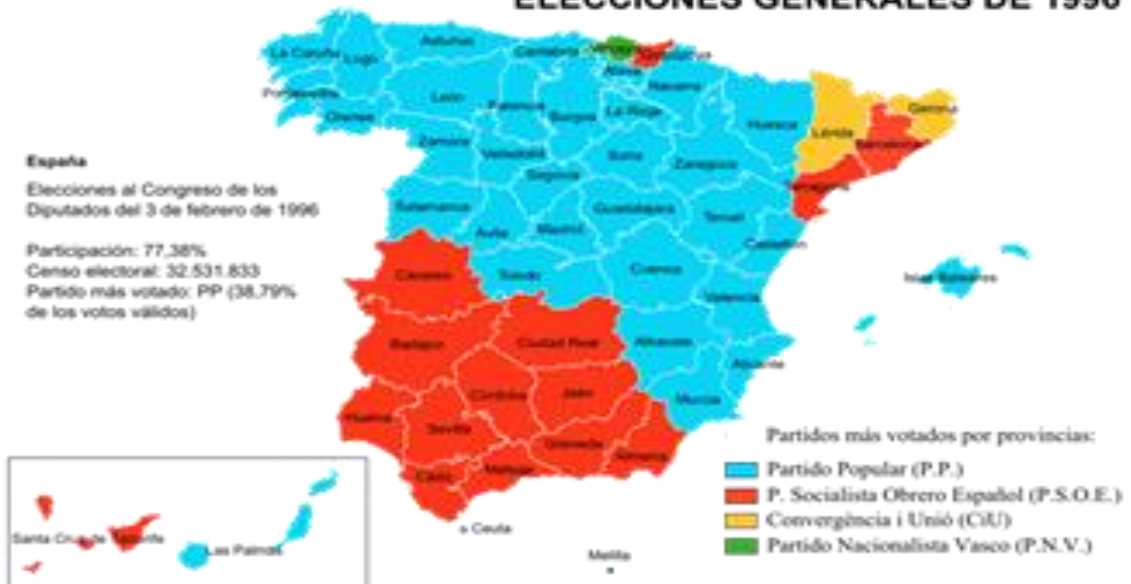 ELECCIONES GENERALES DE 1996
España
Elecciones al Congreso de los
Diputados del 3 de febrero de 1996
Participación: 77,38%
Censo electoral: 32.531.833
Partido más votado: PP (38,79%
de los votos válidos)
La Coruña
Lugo
Asturias
Cantabria
Álava
Navarra
Pontevedra
Orense
León
Palencia
Burgos
La Rioja
Huesca
Lérida
Gerona
Barcelona
Zamora
Valladolid
Soria
Zaragoza
Segovia
Tarragona
Salamanca
Guadalajara
Teruel
Ávila
Madrid
Castellón
Cáceres
Toledo
Cuenca
Islas Baleares
Valencia
Badajoz
Ciudad Real
Albacete
Alicante
Córdoba
Jaén
Murcia
Huelva
Sevilla
Granada
Almería
Cádiz
Málaga
Ceuta
Melilla
Santa Cruz de Tenerife
Las Palmas
Partidos más votados por provincias:
Partido Popular (P.P.)
P. Socialista Obrero Español (P.S.O.E.)
Convergència i Unió (CiU)
Partido Nacionalista Vasco (P.N.V.)